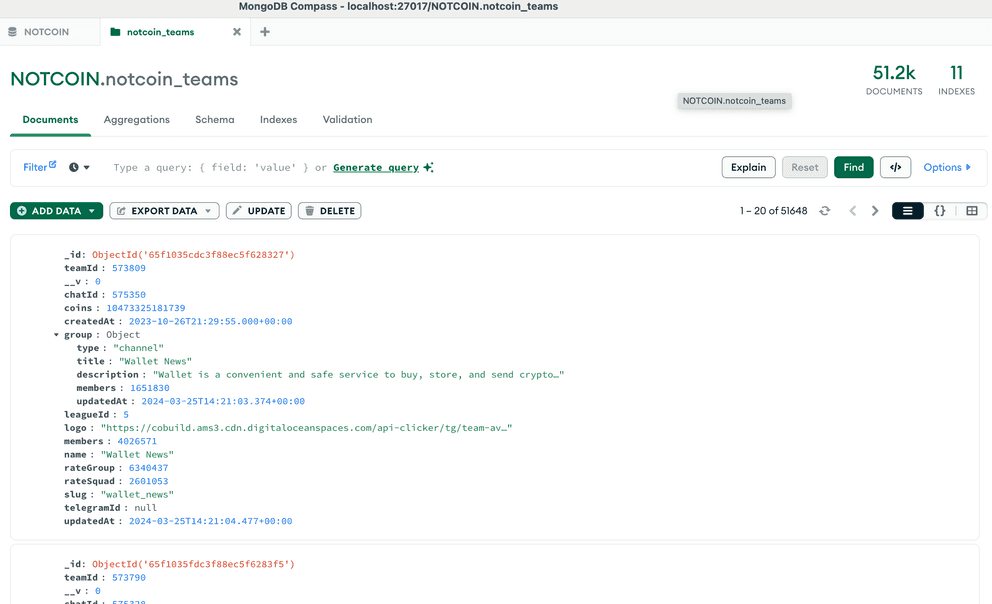 MongoDB Compass - localhost:27017/NOTCOIN.notcoin_teams
NOTCOIN
notcoin_teams
NOTCOIN.notcoin_teams
51.2k
DOCUMENTS
11
INDEXES
NOTCOIN.notcoin_teams
Documents Aggregations Schema Indexes Validation
Filter Type a query: { field: 'value' } or Generate query Explain Reset Find </> Options
ADD DATA EXPORT DATA UPDATE DELETE 1 – 20 of 51648 {}
_id: ObjectId('65f1035cdc3f88ec5f628327')
teamId : 573809
__v : 0
chatId : 575350
coins : 10473325181739
createdAt : 2023-10-26T21:29:55.000+00:00
group : Object
type : "channel"
title : "Wallet News"
description : "Wallet is a convenient and safe service to buy, store, and send crypto…"
members : 1651830
updatedAt : 2024-03-25T14:21:03.374+00:00
leagueId : 5
logo : "https://cobuild.ams3.cdn.digitaloceanspaces.com/api-clicker/tg/team-av…"
members : 4026571
name : "Wallet News"
rateGroup : 6340437
rateSquad : 2601053
slug : "wallet_news"
telegramId : null
updatedAt : 2024-03-25T14:21:04.477+00:00
_id: ObjectId('65f1035fdc3f88ec5f6283f5')
teamId : 573790
__v : 0
chatId : 575328